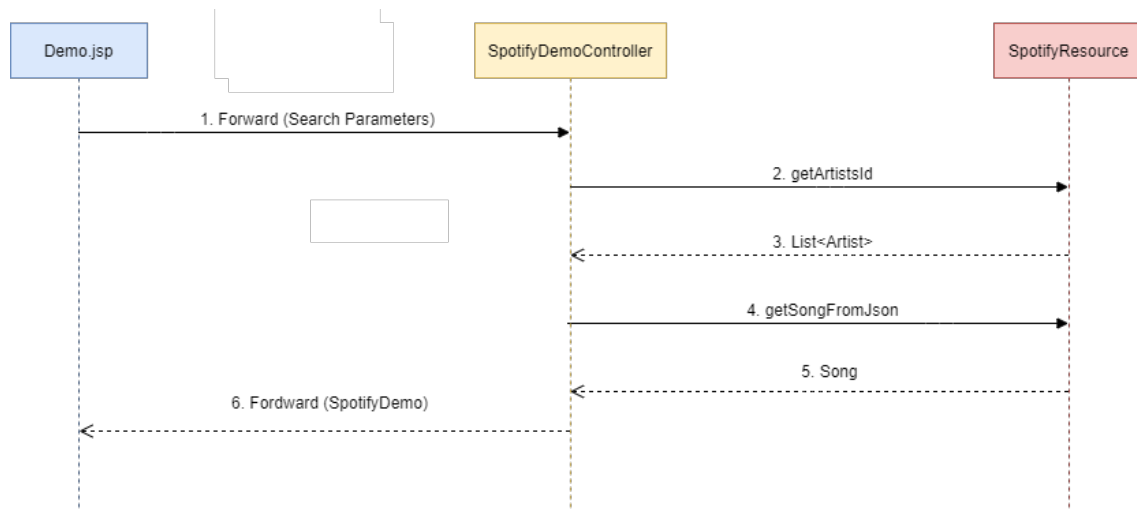 Demo.jsp
SpotifyDemoController
SpotifyResource
1. Forward (Search Parameters)
2. getArtistsId
3. List<Artist>
4. getSongFromJson
5. Song
6. Fordward (SpotifyDemo)